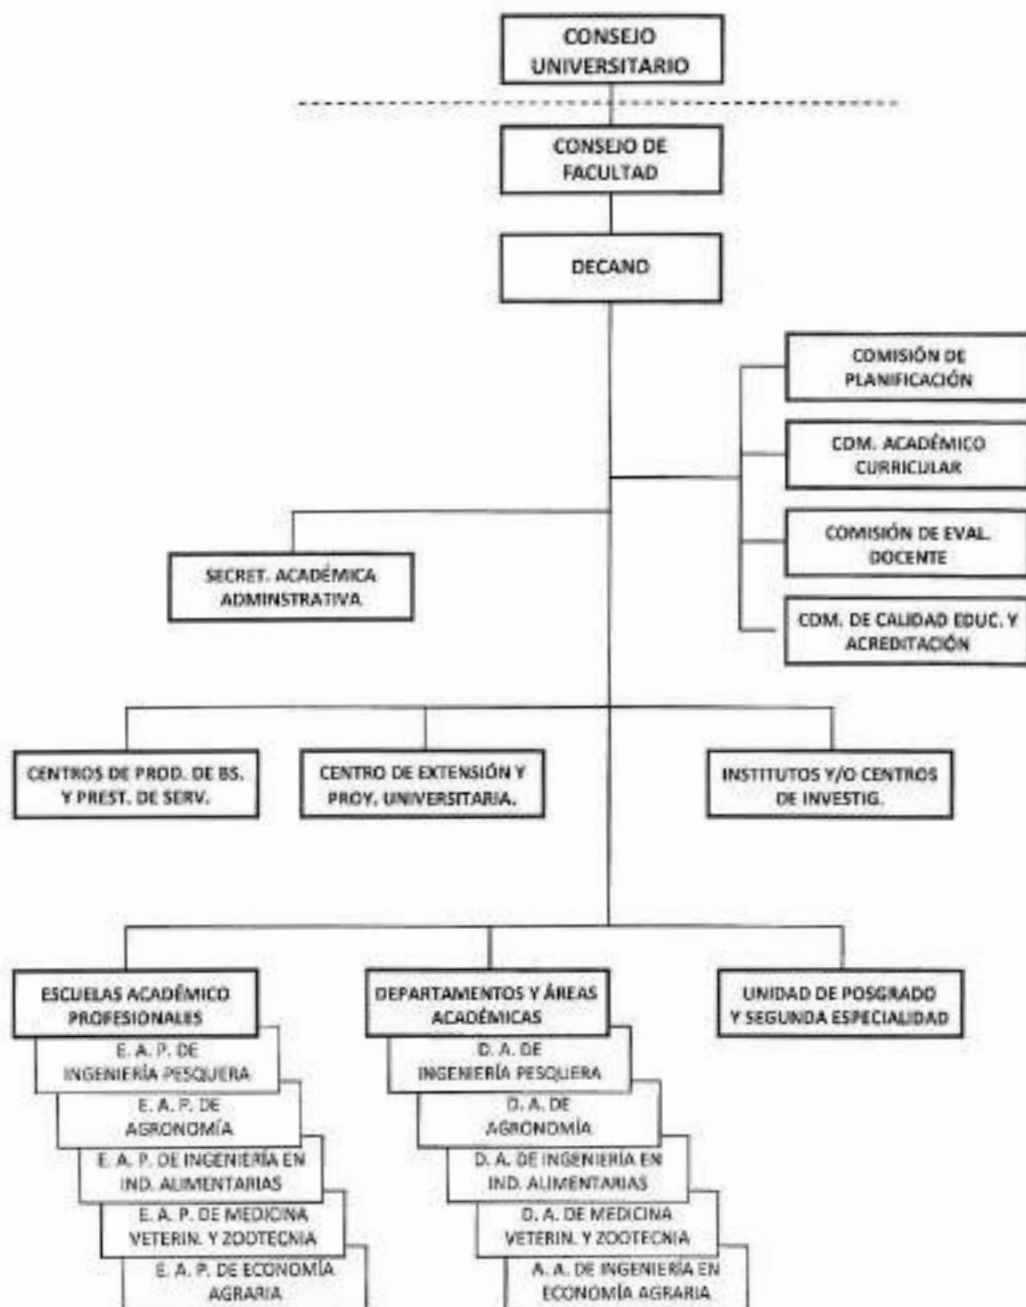 CONSEJO
UNIVERSITARIO
CONSEJO DE
FACULTAD
DECANO
COMISIÓN DE
PLANIFICACIÓN
COM. ACADÉMICO
CURRICULAR
COMISIÓN DE EVAL.
DOCENTE
SECRET. ACADÉMICA
ADMINSTRATIVA
COM. DE CALIDAD EDUC. Y
ACREDITACIÓN
CENTROS DE PROD. DE BS.
Y PREST. DE SERV.
CENTRO DE EXTENSIÓN Y
PROY. UNIVERSITARIA.
INSTITUTOS Y/O CENTROS
DE INVESTIG.
ESCUELAS ACADÉMICO
PROFESIONALES
E. A. P. DE
INGENIERÍA PESQUERA
E. A. P. DE
AGRONOMÍA
E. A. P. DE INGENIERÍA EN
IND. ALIMENTARIAS
E. A. P. DE MEDICINA
VETERIN. Y ZOOTECNIA
E. A. P. DE ECONOMÍA
AGRARIA
DEPARTAMENTOS Y ÁREAS
ACADÉMICAS
D. A. DE
INGENIERÍA PESQUERA
D. A. DE
AGRONOMÍA
D. A. DE INGENIERÍA EN
IND. ALIMENTARIAS
D. A. DE MEDICINA
VETERIN. Y ZOOTECNIA
A. A. DE INGENIERÍA EN
ECONOMÍA AGRARIA
UNIDAD DE POSGRADO
Y SEGUNDA ESPECIALIDAD